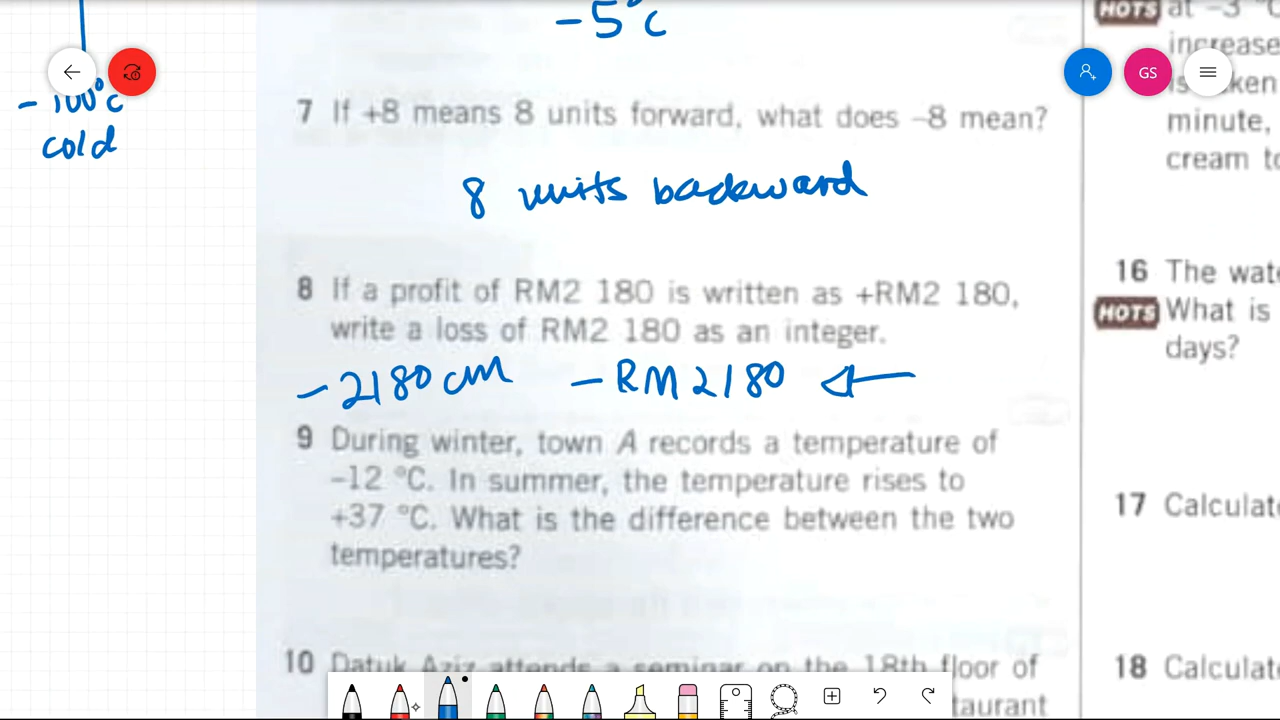 -5°C
- 100°C
cold
7 If +8 means 8 units forward, what does -8 mean?
8 units backward
8 If a profit of RM2 180 is written as +RM2 180,
write a loss of RM2 180 as an integer.
- 2180 cm - RM 2180
9 During winter, town A records a temperature of
-12 °C. In summer, the temperature rises to
+37 °C. What is the difference between the two
temperatures?
10 Datuk Aziz attends a seminar on the 18th floor of
taurant
HOTS at -3 °C
increase
ken
minute,
cream to
16 The wate
HOTS What is
days?
17 Calculate
18 Calculate
GS